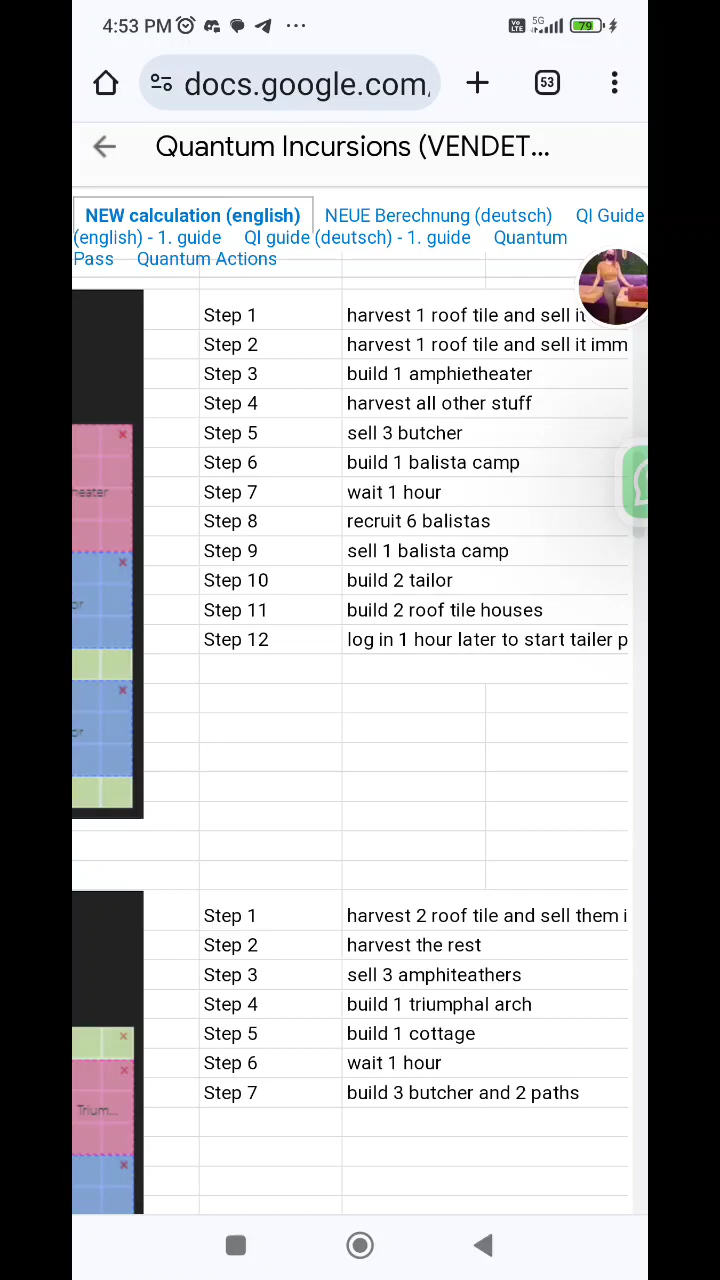 4:53 PM
Vo LTE 5G 79
docs.google.com,
53
Quantum Incursions (VENDET...
NEW calculation (english) NEUE Berechnung (deutsch) QI Guide
(english) - 1. guide QI guide (deutsch) - 1. guide Quantum
Pass Quantum Actions
Step 1 harvest 1 roof tile and sell it
Step 2 harvest 1 roof tile and sell it imm
Step 3 build 1 amphietheater
Step 4 harvest all other stuff
Step 5 sell 3 butcher
Step 6 build 1 balista camp
Step 7 wait 1 hour
Step 8 recruit 6 balistas
Step 9 sell 1 balista camp
Step 10 build 2 tailor
Step 11 build 2 roof tile houses
Step 12 log in 1 hour later to start tailer p
heater
or
or
Step 1 harvest 2 roof tile and sell them i
Step 2 harvest the rest
Step 3 sell 3 amphiteathers
Step 4 build 1 triumphal arch
Step 5 build 1 cottage
Step 6 wait 1 hour
Step 7 build 3 butcher and 2 paths
Trium...